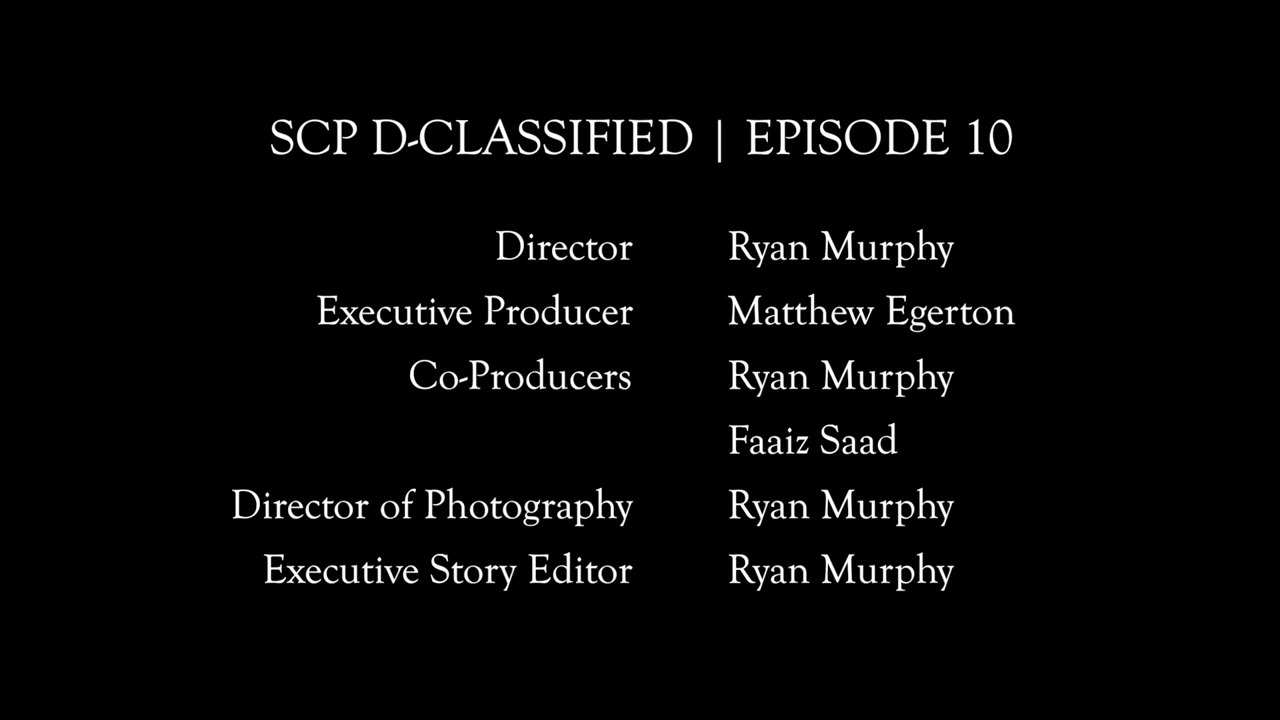 SCP D-CLASSIFIED | EPISODE 10
Director Ryan Murphy
Executive Producer Matthew Egerton
Co-Producers Ryan Murphy
Faaiz Saad
Director of Photography Ryan Murphy
Executive Story Editor Ryan Murphy